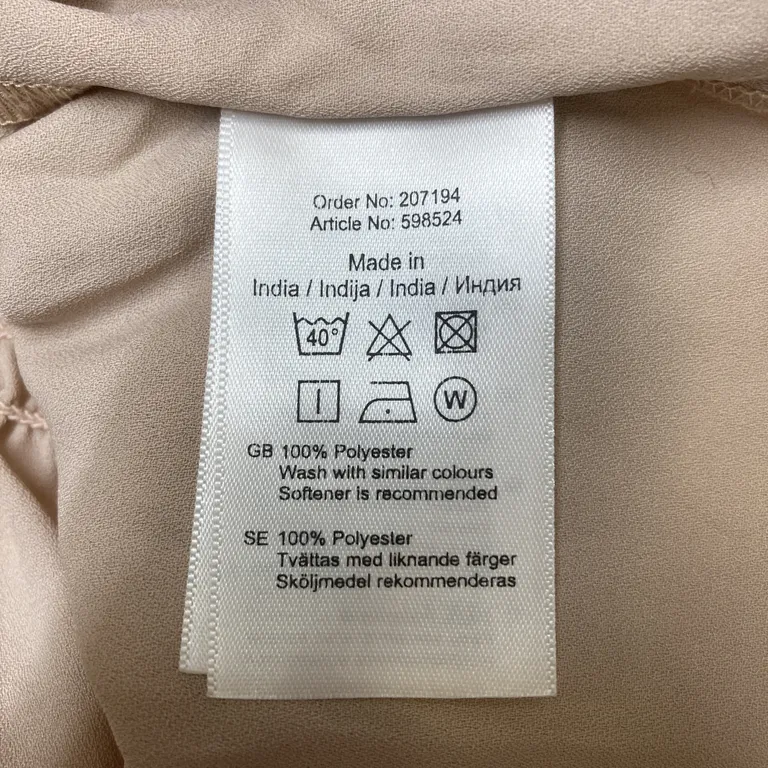 Order No: 207194
Article No: 598524
Made in
India / Indija / India / Индия
40°
W
GB 100% Polyester
Wash with similar colours
Softener is recommended
SE 100% Polyester
Tvättas med liknande färger
Sköljmedel rekommenderas